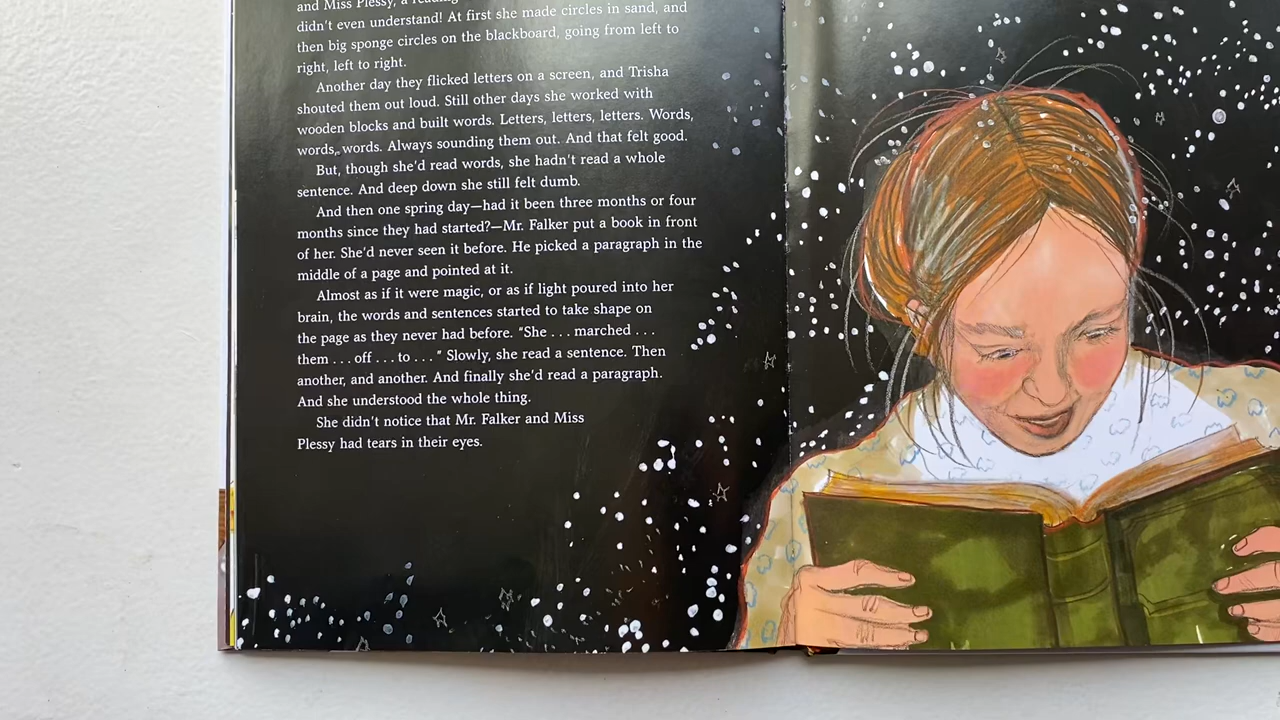 and Miss Plessy, a reading
didn't even understand! At first she made circles in sand, and
then big sponge circles on the blackboard, going from left to
right, left to right.
Another day they flicked letters on a screen, and Trisha
shouted them out loud. Still other days she worked with
wooden blocks and built words. Letters, letters, letters. Words,
words, words. Always sounding them out. And that felt good.
But, though she'd read words, she hadn't read a whole
sentence. And deep down she still felt dumb.
And then one spring day—had it been three months or four
months since they had started?—Mr. Falker put a book in front
of her. She'd never seen it before. He picked a paragraph in the
middle of a page and pointed at it.
Almost as if it were magic, or as if light poured into her
brain, the words and sentences started to take shape on
the page as they never had before. "She . . . marched . . .
them . . . off . . . to . . . " Slowly, she read a sentence. Then
another, and another. And finally she'd read a paragraph.
And she understood the whole thing.
She didn't notice that Mr. Falker and Miss
Plessy had tears in their eyes.